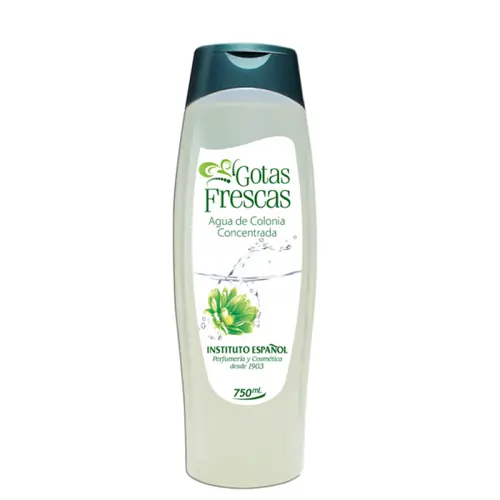 Gotas
Frescas
Agua de Colonia
Concentrada
INSTITUTO ESPAÑOL
Perfumería y Cosmética
desde 1903
750mL